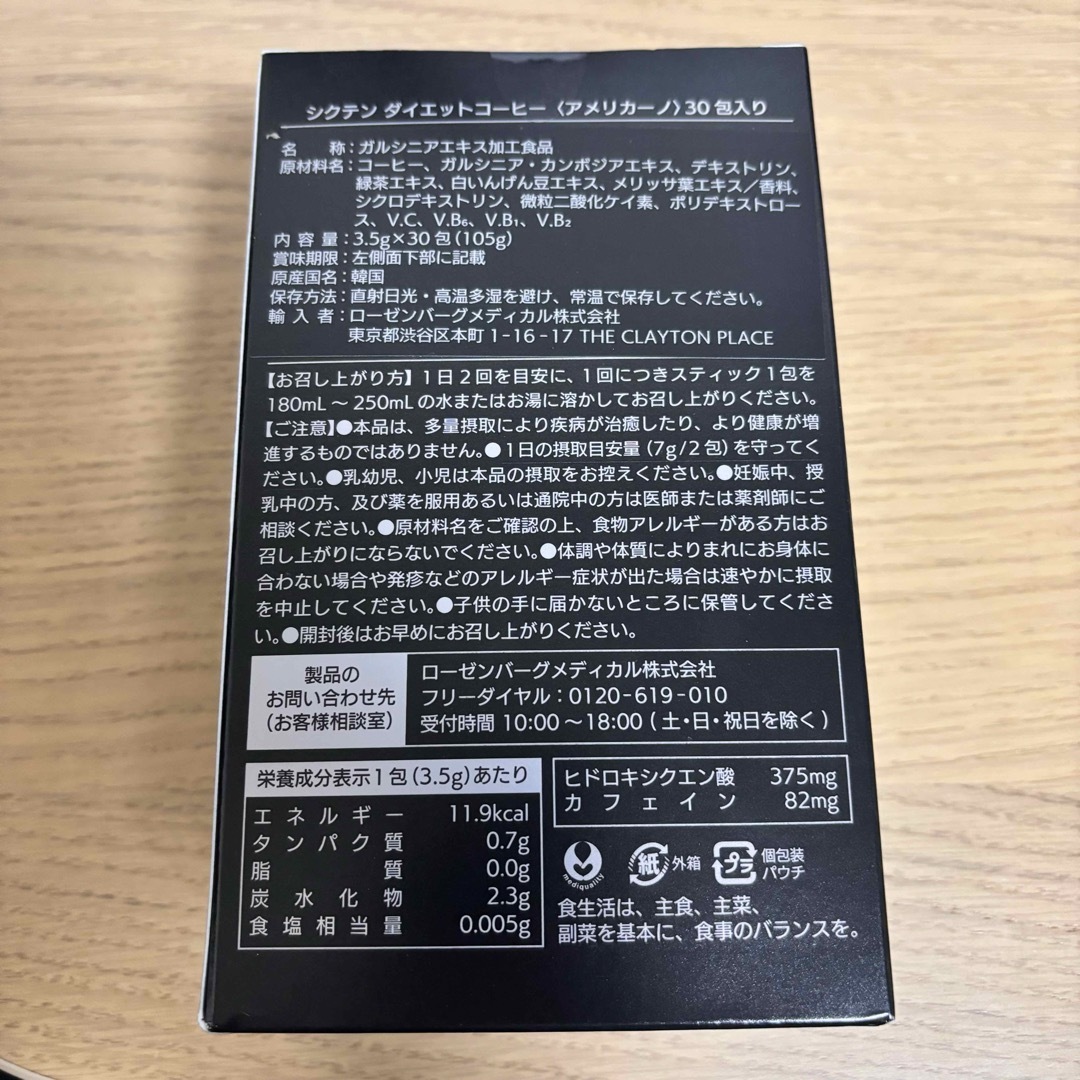 シクテン ダイエットコーヒー〈アメリカーノ〉30包入り
名称：ガルシニアエキス加工食品
原材料名：コーヒー、ガルシニア・カンボジアエキス、デキストリン、
緑茶エキス、白いんげん豆エキス、メリッサ葉エキス／香料、
シクロデキストリン、微粒二酸化ケイ素、ポリデキストロー
ス、V.C、V.B₆、V.B₁、V.B₂
内容量：3.5g×30包（105g）
賞味期限：左側面下部に記載
原産国名：韓国
保存方法：直射日光・高温多湿を避け、常温で保存してください。
輸入者：ローゼンバーグメディカル株式会社
東京都渋谷区本町1-16-17 THE CLAYTON PLACE
【お召し上がり方】1日2回を目安に、1回につきスティック1包を
180mL～250mLの水またはお湯に溶かしてお召し上がりください。
【ご注意】●本品は、多量摂取により疾病が治癒したり、より健康が増
進するものではありません。●1日の摂取目安量（7g/2包）を守ってく
ださい。●乳幼児、小児は本品の摂取をお控えください。●妊娠中、授
乳中の方、及び薬を服用あるいは通院中の方は医師または薬剤師にご
相談ください。●原材料名をご確認の上、食物アレルギーがある方はお
召し上がりにならないでください。●体調や体質によりまれにお身体に
合わない場合や発疹などのアレルギー症状が出た場合は速やかに摂取
を中止してください。●子供の手に届かないところに保管してくださ
い。●開封後はお早めにお召し上がりください。
製品の
お問い合わせ先
（お客様相談室）
ローゼンバーグメディカル株式会社
フリーダイヤル：0120-619-010
受付時間 10:00～18:00（土・日・祝日を除く）
栄養成分表示1包（3.5g）あたり
エネルギー 11.9kcal
タンパク質 0.7g
脂質 0.0g
炭水化物 2.3g
食塩相当量 0.005g
ヒドロキシクエン酸 375mg
カフェイン 82mg
mediquality
紙 外箱
プラ 個包装
パウチ
食生活は、主食、主菜、
副菜を基本に、食事のバランスを。